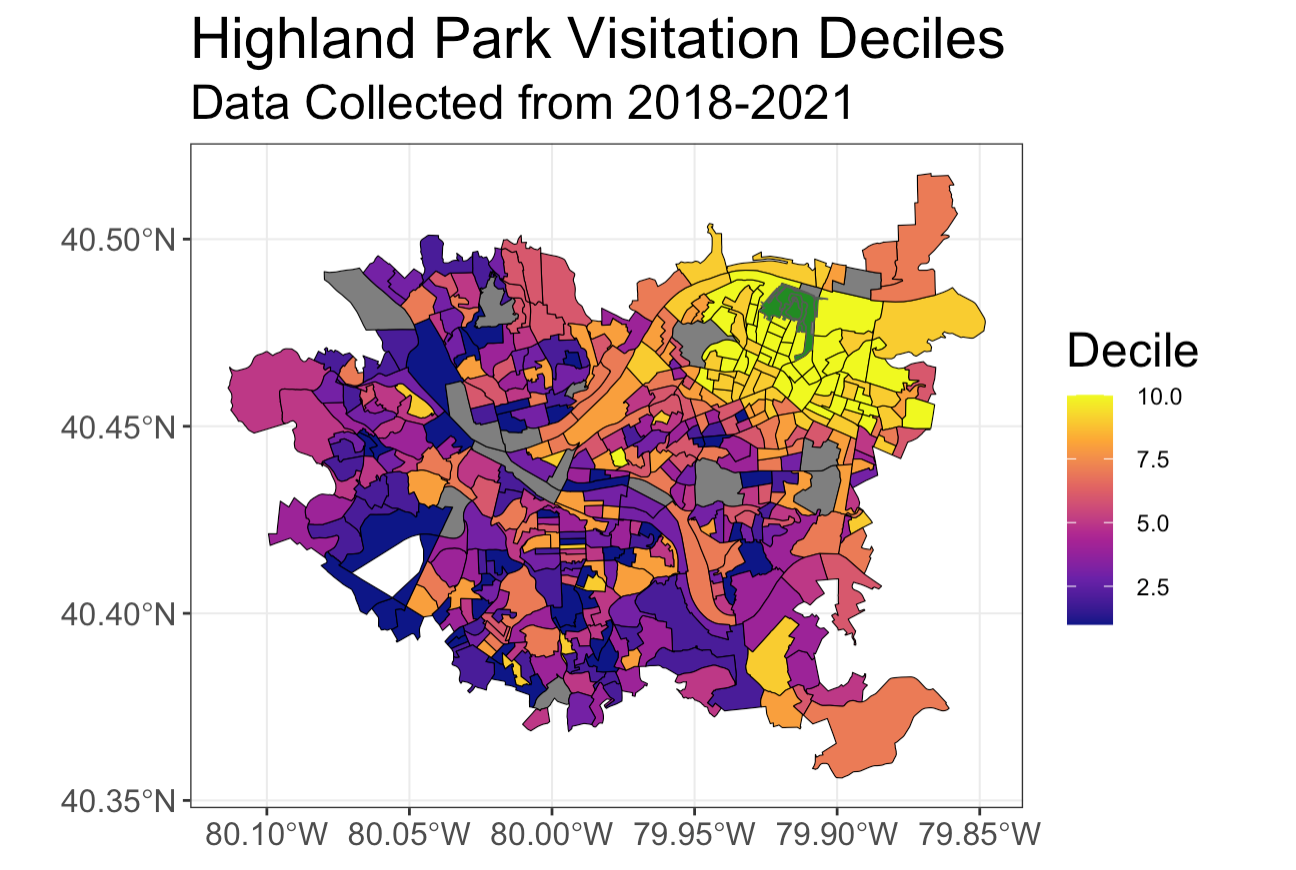 Highland Park Visitation Deciles
Data Collected from 2018-2021
40.50°N
40.45°N
40.40°N
40.35°N
80.10°W 80.05°W 80.00°W 79.95°W 79.90°W 79.85°W
Decile
10.0
7.5
5.0
2.5